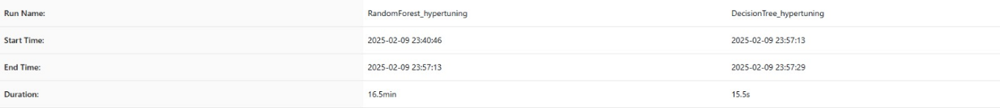 Run Name: RandomForest_hypertuning DecisionTree_hypertuning
Start Time: 2025-02-09 23:40:46 2025-02-09 23:57:13
End Time: 2025-02-09 23:57:13 2025-02-09 23:57:29
Duration: 16.5min 15.5s